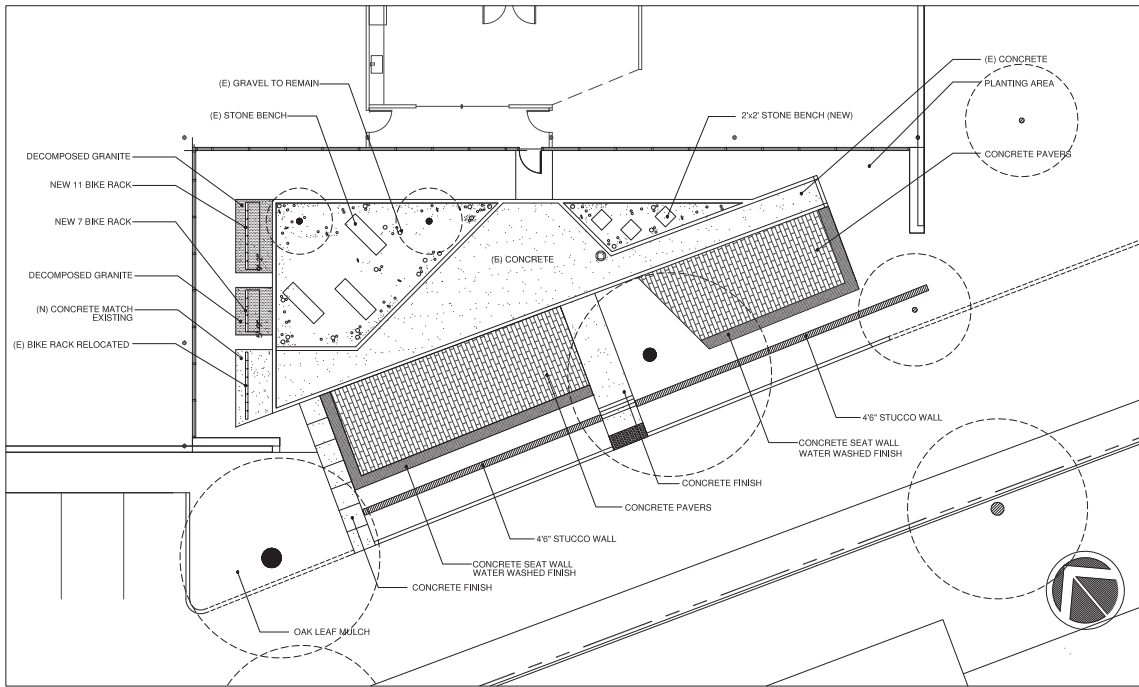 (E) CONCRETE
(E) GRAVEL TO REMAIN
PLANTING AREA
(E) STONE BENCH
2'x2' STONE BENCH (NEW)
DECOMPOSED GRANITE
CONCRETE PAVERS
NEW 11 BIKE RACK
NEW 7 BIKE RACK
(E) CONCRETE
DECOMPOSED GRANITE
(N) CONCRETE MATCH
EXISTING
(E) BIKE RACK RELOCATED
4'6" STUCCO WALL
CONCRETE SEAT WALL
WATER WASHED FINISH
CONCRETE FINISH
CONCRETE PAVERS
4'6" STUCCO WALL
CONCRETE SEAT WALL
WATER WASHED FINISH
CONCRETE FINISH
OAK LEAF MULCH